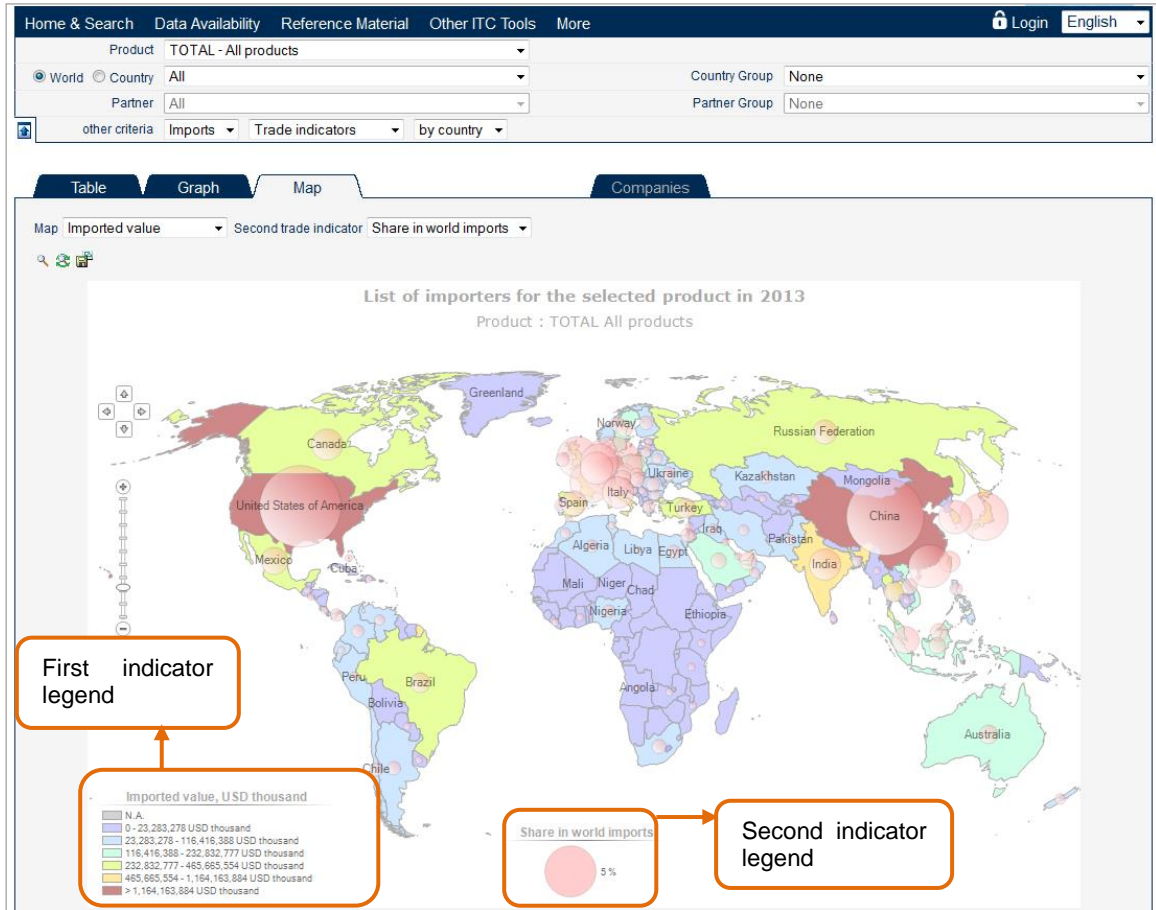 Home & Search Data Availability Reference Material Other ITC Tools More Login English
Product TOTAL - All products
World Country All Country Group None
Partner All Partner Group None
other criteria Imports Trade indicators by country
Table Graph Map Companies
Map Imported value Second trade indicator Share in world imports
List of importers for the selected product in 2013
Product : TOTAL All products
Greenland
Norway
Russian Federation
Canada
Ukraine
Kazakhstan
Mongolia
United States of America
Spain
Italy
Turkey
China
Iraq
Pakistan
Algeria
Libya
Egypt
Mexico
Cuba
India
Mali
Niger
Chad
Nigeria
Ethiopia
Peru
Brazil
Angola
Bolivia
Australia
Chile
First indicator
legend
Imported value, USD thousand
N.A.
0 - 23,283,278 USD thousand
23,283,278 - 116,416,388 USD thousand
116,416,388 - 232,832,777 USD thousand
232,832,777 - 465,665,554 USD thousand
465,665,554 - 1,164,163,884 USD thousand
> 1,164,163,884 USD thousand
Share in world imports
5 %
Second indicator
legend